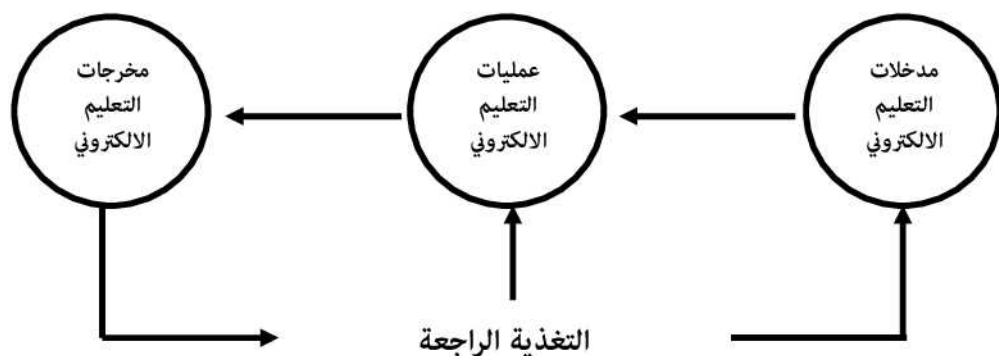 مدخلات
التعليم
الالكتروني
عمليات
التعليم
الالكتروني
مخرجات
التعليم
الالكتروني
التغذية الراجعة